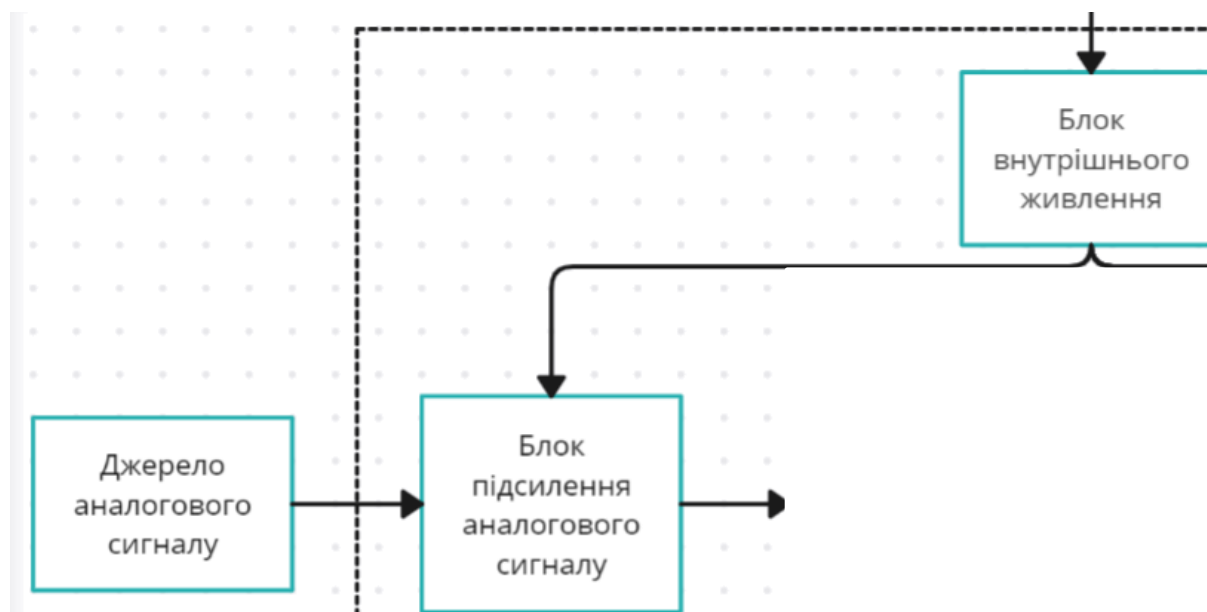 Блок
внутрішнього
живлення
Джерело
аналогового
сигналу
Блок
підсилення
аналогового
сигналу